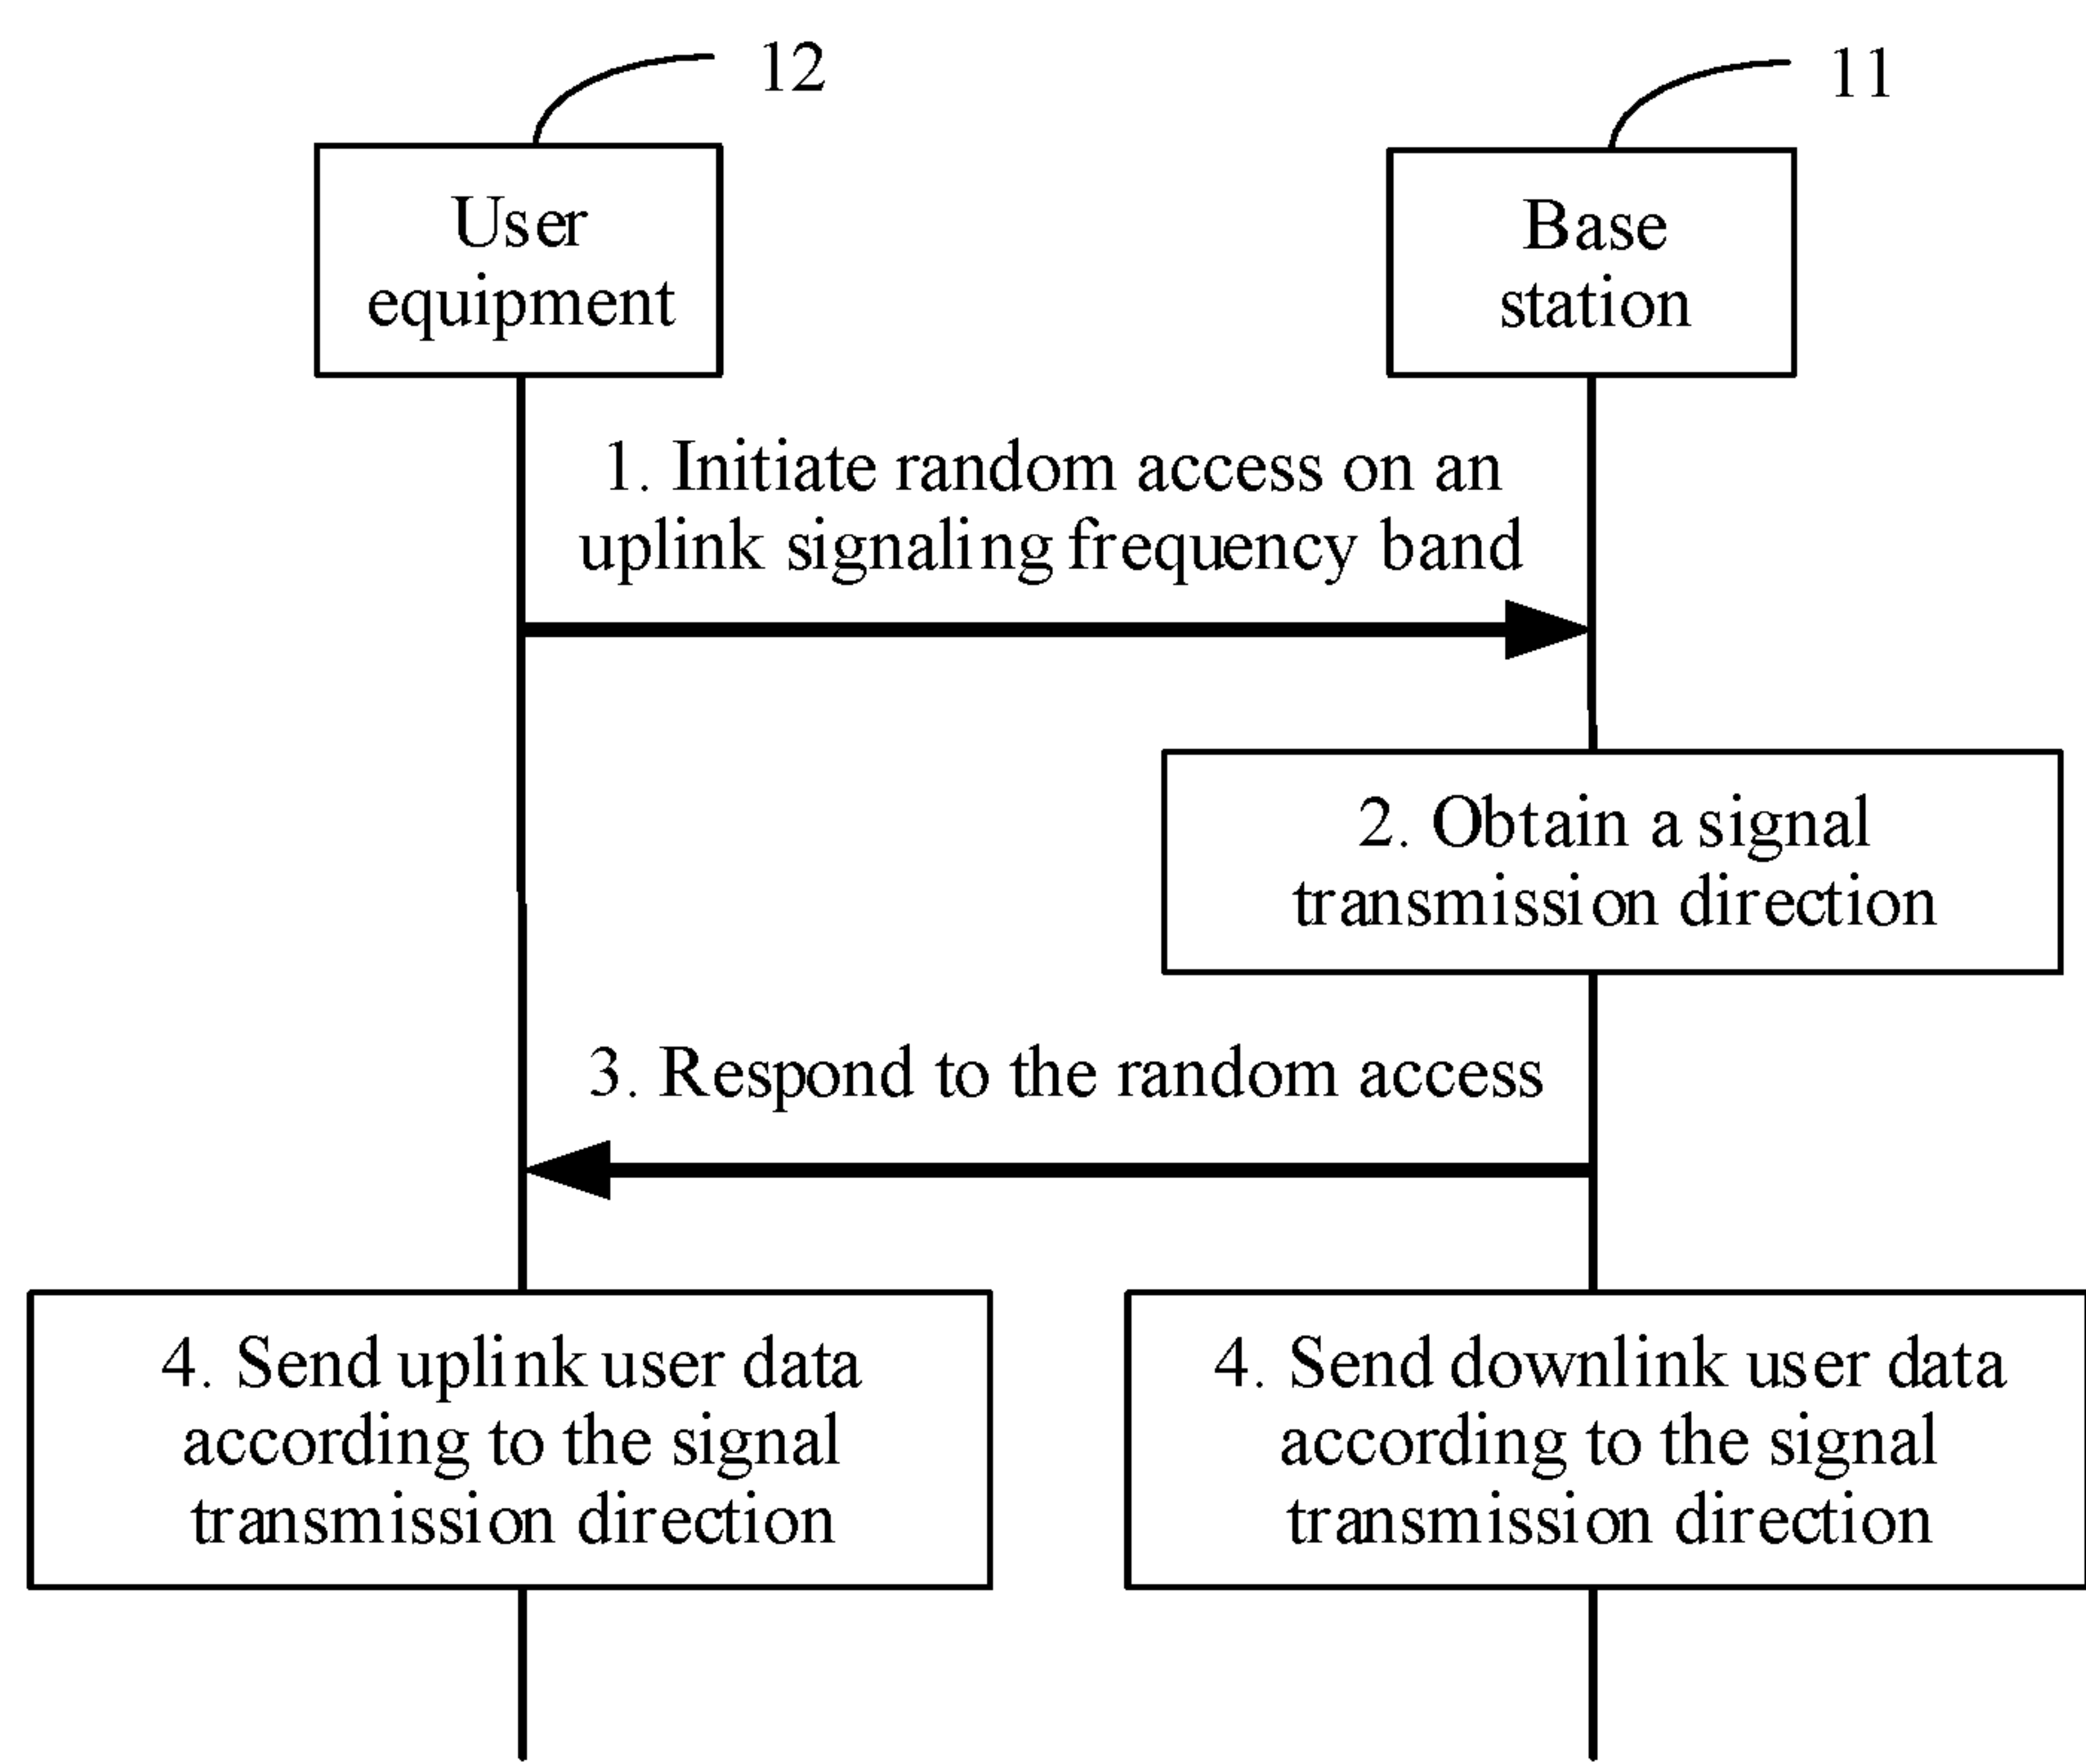 12
11
User
equipment
Base
station
1. Initiate random access on an
uplink signaling frequency band
2. Obtain a signal
transmission direction
3. Respond to the random access
4. Send uplink user data
according to the signal
transmission direction
4. Send downlink user data
according to the signal
transmission direction